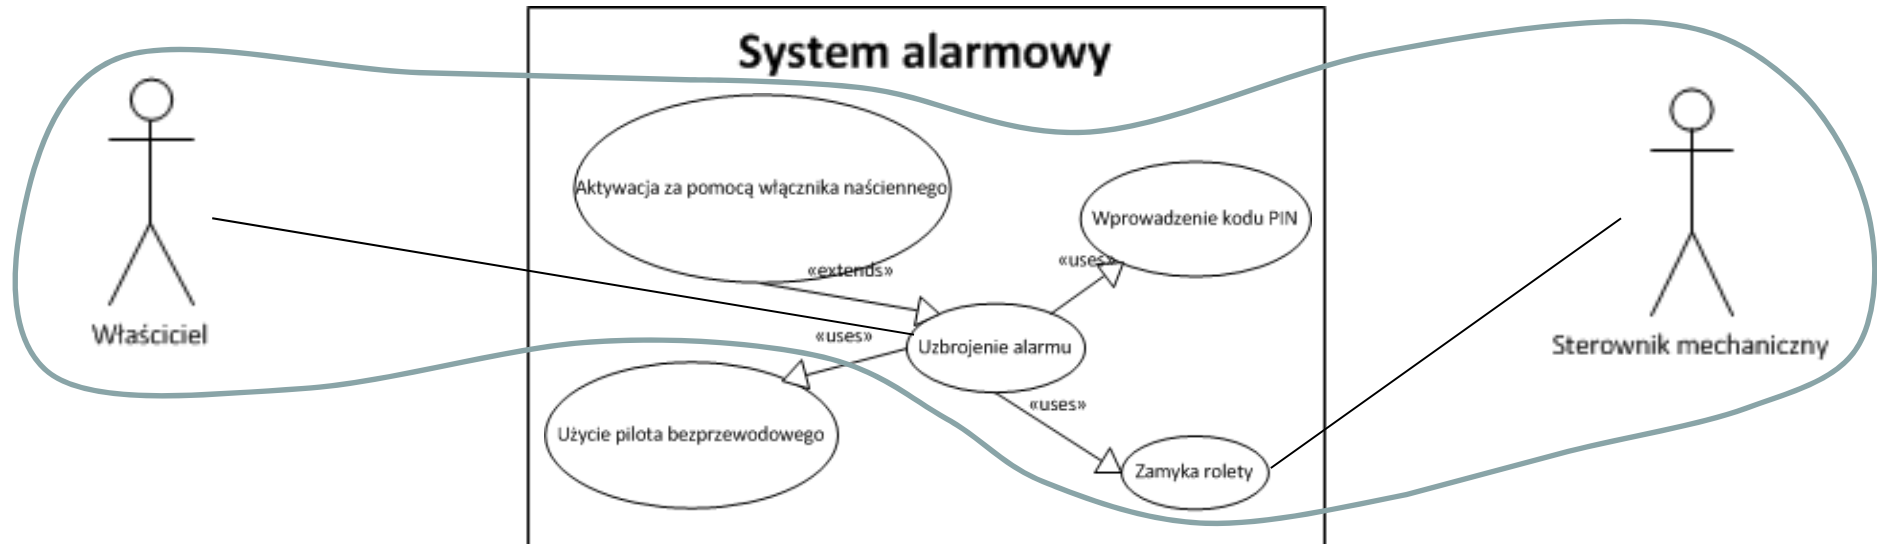 System alarmowy
Aktywacja za pomocą włącznika naściennego
Wprowadzenie kodu PIN
«uses»
«extends»
Właściciel
«uses»
Uzbrojenie alarmu
Sterownik mechaniczny
«uses»
Użycie pilota bezprzewodowego
Zamyka rolety